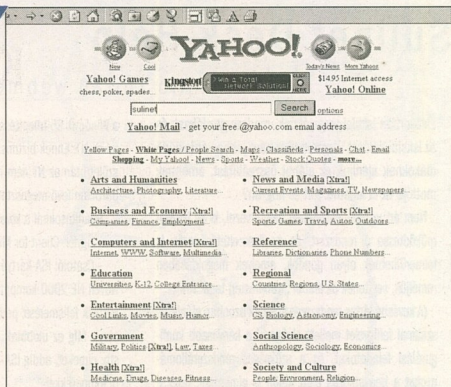 YAHOO!
New Cool Today's News More Yahoos
Yahoo! Games
chess, poker, spades...
Kingston Win a Total Network Solution! CLICK HERE
$14.95 Internet access
Yahoo! Online
sulinet Search options
Yahoo! Mail - get your free @yahoo.com email address
Yellow Pages - White Pages / People Search - Maps - Classifieds - Personals - Chat - Email
Shopping - My Yahoo! - News - Sports - Weather - Stock Quotes - more...
Arts and Humanities
Architecture, Photography, Literature...
Business and Economy [Xtra!]
Companies, Finance, Employment...
Computers and Internet [Xtra!]
Internet, WWW, Software, Multimedia...
Education
Universities, K-12, College Entrance...
Entertainment [Xtra!]
Cool Links, Movies, Music, Humor...
Government
Military, Politics [Xtra!], Law, Taxes...
Health [Xtra!]
Medicine, Drugs, Diseases, Fitness...
News and Media [Xtra!]
Current Events, Magazines, TV, Newspapers...
Recreation and Sports [Xtra!]
Sports, Games, Travel, Autos, Outdoors...
Reference
Libraries, Dictionaries, Phone Numbers...
Regional
Countries, Regions, U.S. States...
Science
CS, Biology, Astronomy, Engineering...
Social Science
Anthropology, Sociology, Economics...
Society and Culture
People, Environment, Religion...